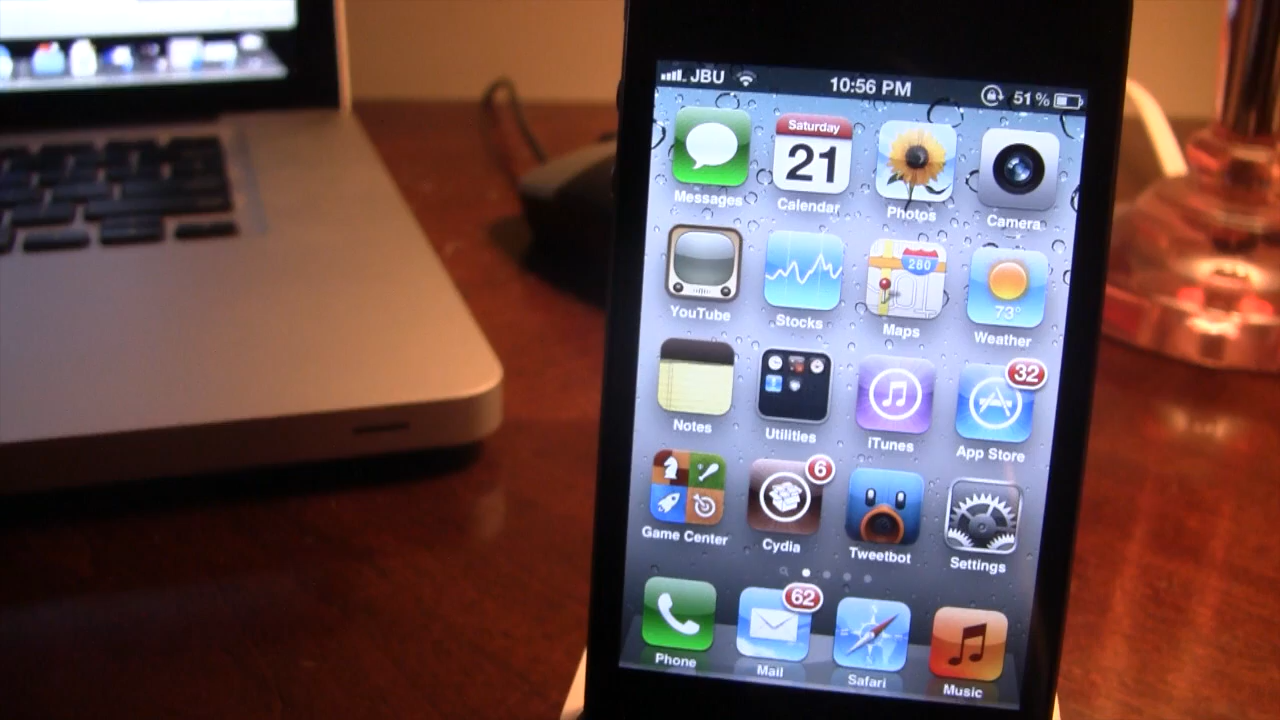 JBU 10:56 PM 51%
Saturday
21
Messages Calendar Photos Camera
280
73°
YouTube Stocks Maps Weather
32
Notes Utilities iTunes App Store
6
Game Center Cydia Tweetbot Settings
62
Phone Mail Safari Music